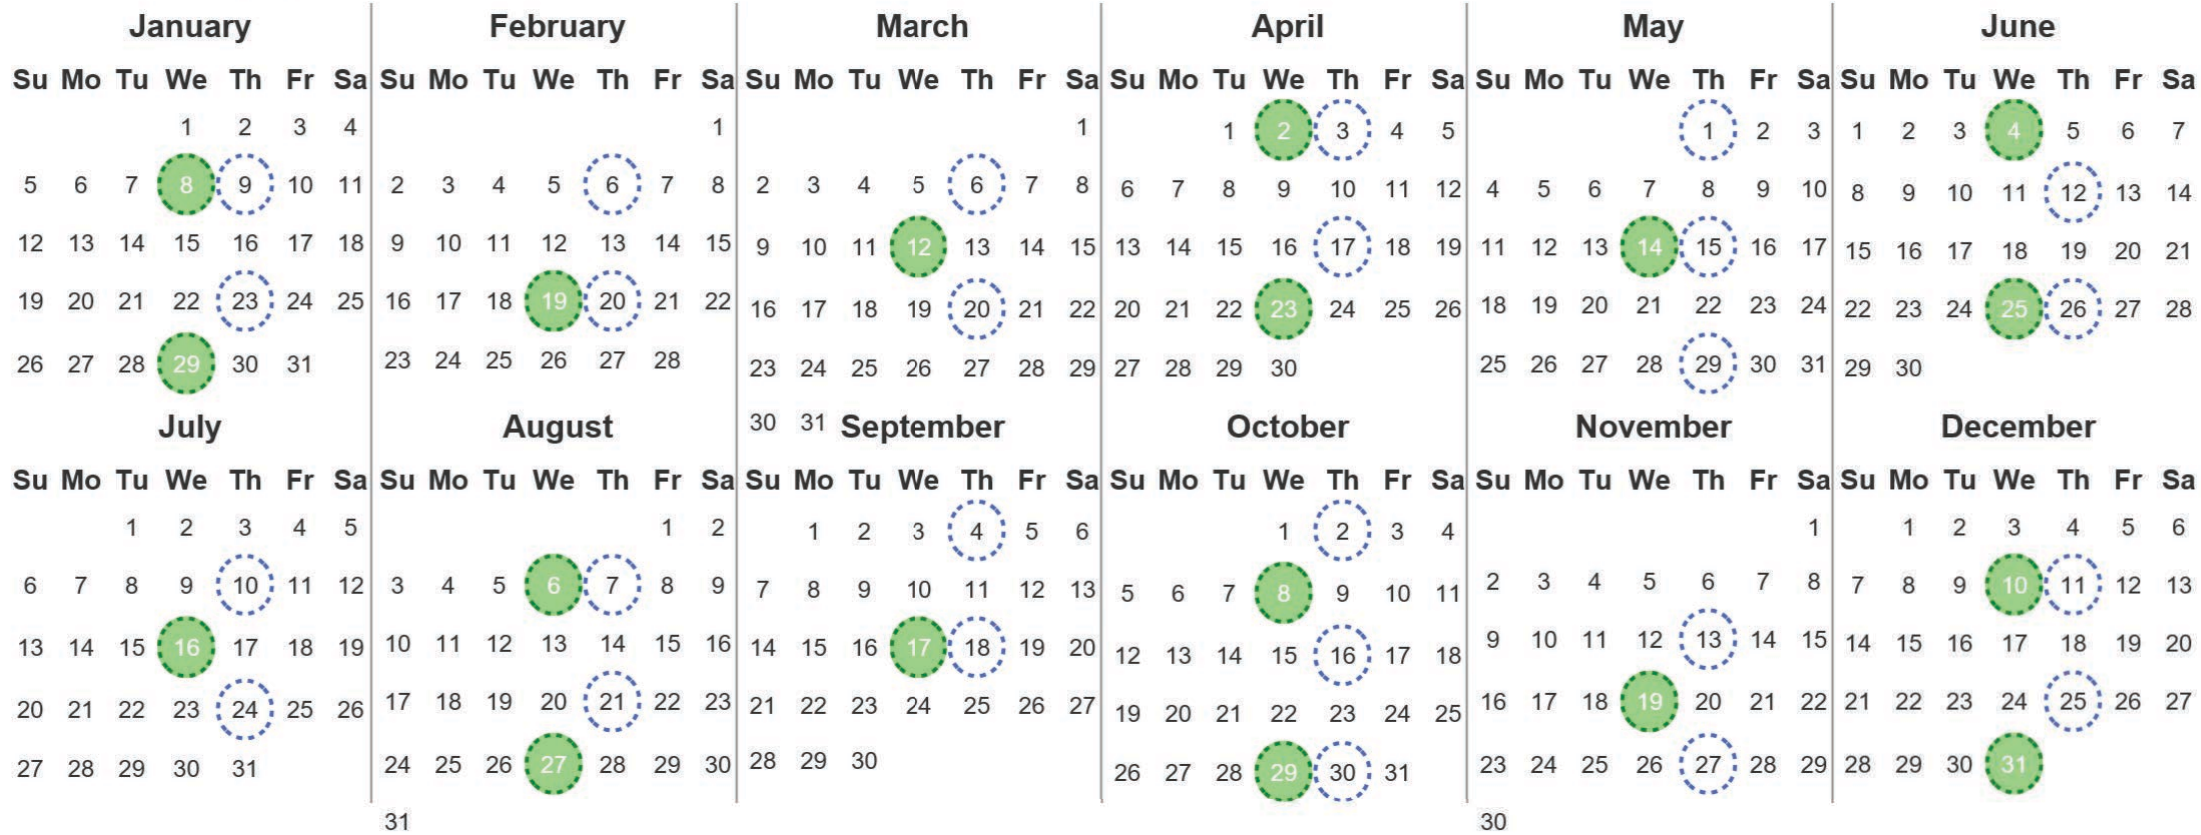 January February March April May June
Su Mo Tu We Th Fr Sa Su Mo Tu We Th Fr Sa Su Mo Tu We Th Fr Sa Su Mo Tu We Th Fr Sa Su Mo Tu We Th Fr Sa Su Mo Tu We Th Fr Sa
1 2 3 4 1 1 1 2 3 4 5 1 2 3 1 2 3 4 5 6 7
5 6 7 8 9 10 11 2 3 4 5 6 7 8 2 3 4 5 6 7 8 6 7 8 9 10 11 12 4 5 6 7 8 9 10 8 9 10 11 12 13 14
12 13 14 15 16 17 18 9 10 11 12 13 14 15 9 10 11 12 13 14 15 13 14 15 16 17 18 19 11 12 13 14 15 16 17 15 16 17 18 19 20 21
19 20 21 22 23 24 25 16 17 18 19 20 21 22 16 17 18 19 20 21 22 20 21 22 23 24 25 26 18 19 20 21 22 23 24 22 23 24 25 26 27 28
26 27 28 29 30 31 23 24 25 26 27 28 23 24 25 26 27 28 29 27 28 29 30 25 26 27 28 29 30 31 29 30
30 31
July August September October November December
Su Mo Tu We Th Fr Sa Su Mo Tu We Th Fr Sa Su Mo Tu We Th Fr Sa Su Mo Tu We Th Fr Sa Su Mo Tu We Th Fr Sa Su Mo Tu We Th Fr Sa
1 2 3 4 5 1 2 1 2 3 4 5 6 1 2 3 4 1 1 2 3 4 5 6
6 7 8 9 10 11 12 3 4 5 6 7 8 9 7 8 9 10 11 12 13 5 6 7 8 9 10 11 2 3 4 5 6 7 8 7 8 9 10 11 12 13
13 14 15 16 17 18 19 10 11 12 13 14 15 16 14 15 16 17 18 19 20 12 13 14 15 16 17 18 9 10 11 12 13 14 15 14 15 16 17 18 19 20
20 21 22 23 24 25 26 17 18 19 20 21 22 23 21 22 23 24 25 26 27 19 20 21 22 23 24 25 16 17 18 19 20 21 22 21 22 23 24 25 26 27
27 28 29 30 31 24 25 26 27 28 29 30 28 29 30 26 27 28 29 30 31 23 24 25 26 27 28 29 28 29 30 31
31 30